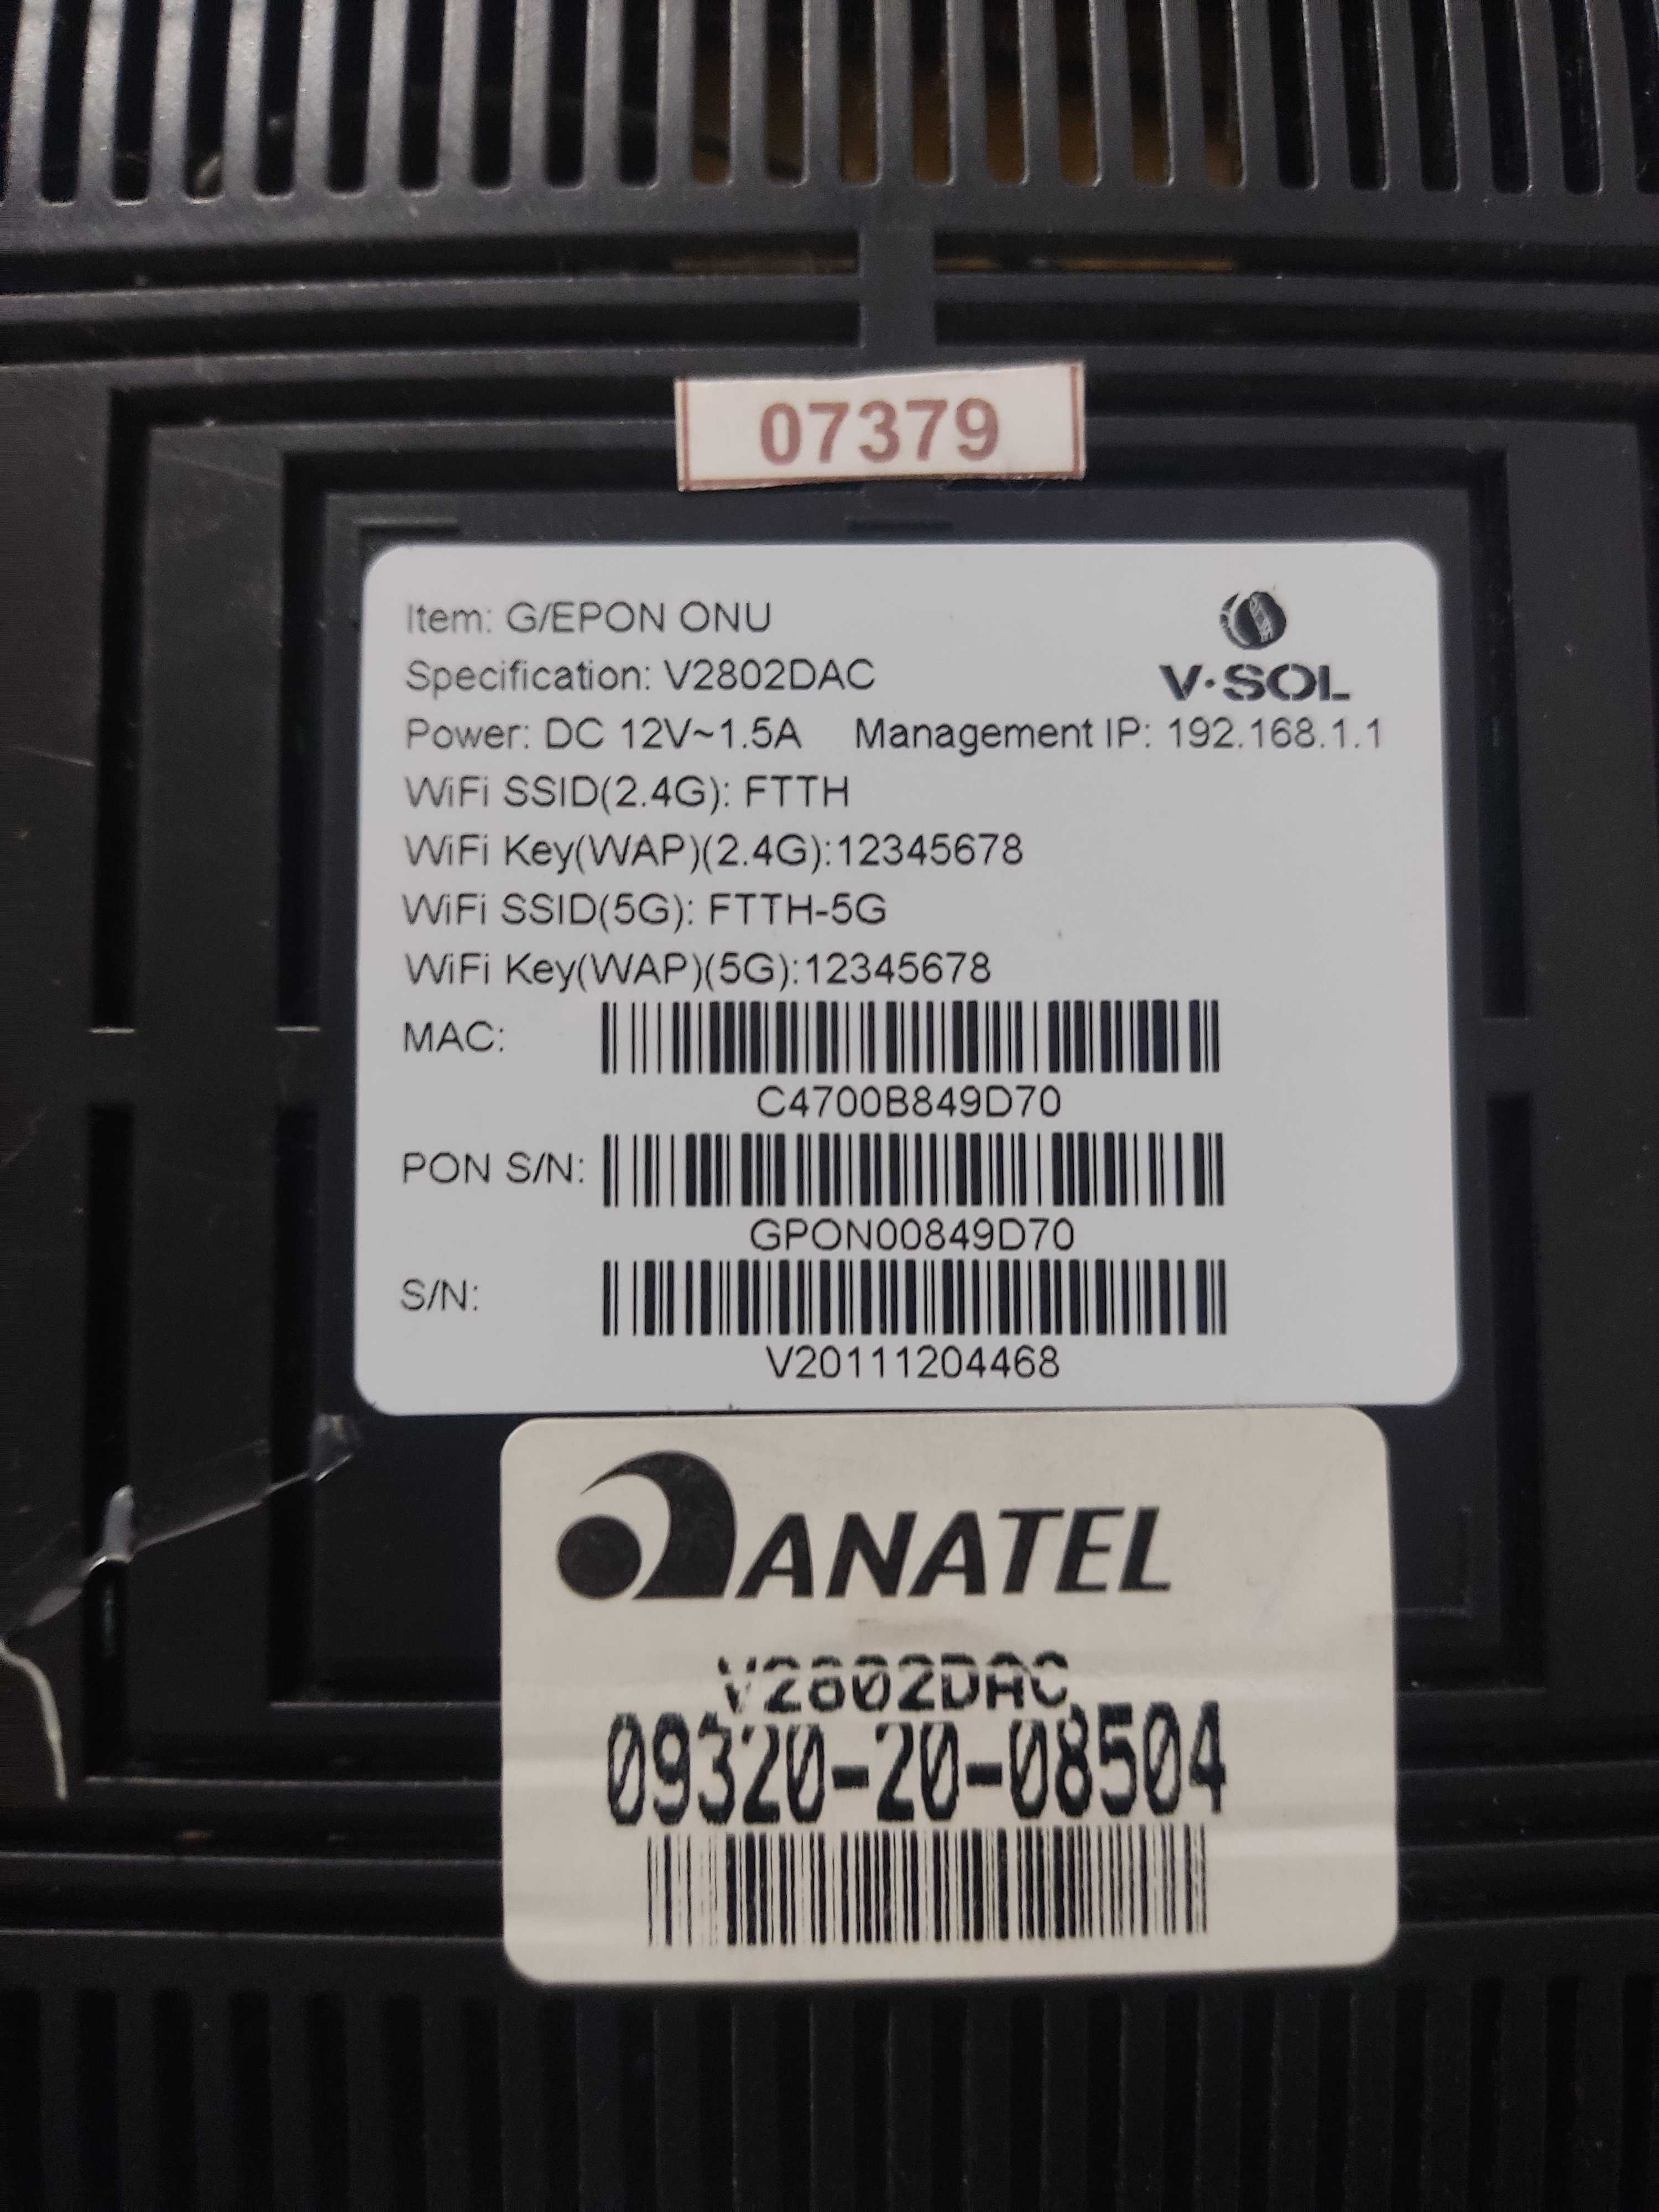 07379
Item: G/EPON ONU
Specification: V2802DAC
V·SOL
Power: DC 12V~1.5A Management IP: 192.168.1.1
WiFi SSID(2.4G): FTTH
WiFi Key(WAP)(2.4G):12345678
WiFi SSID(5G): FTTH-5G
WiFi Key(WAP)(5G):12345678
MAC:
C4700B849D70
PON S/N:
GPON00849D70
S/N:
V20111204468
ANATEL
V2802DAC
09320-20-08504